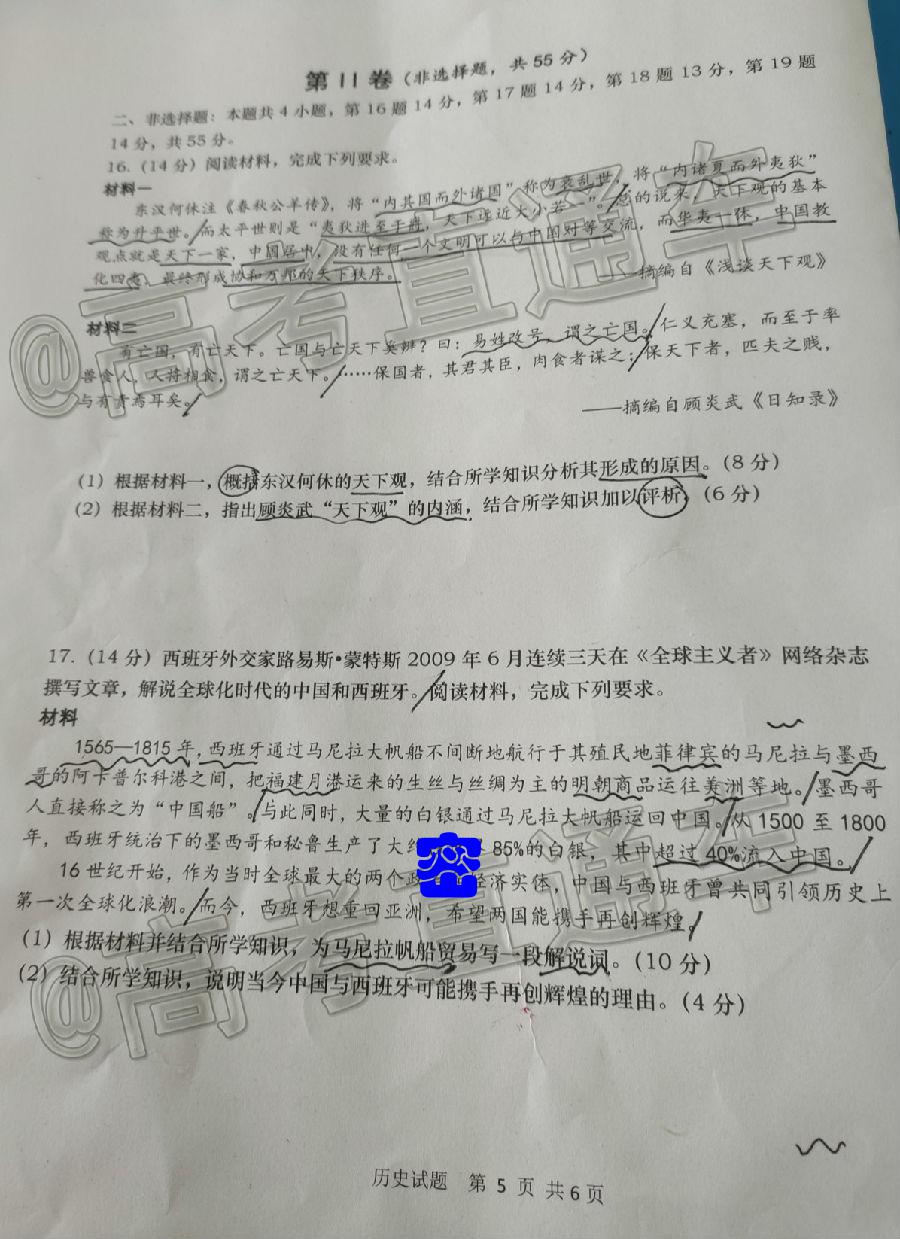 第II卷(非选择题，共55分)
二、非选择题：本题共4小题，第16题14分，第17题14分，第18题13分，第19题
14分，共55分。
16.(14分)阅读材料，完成下列要求。
材料一
东汉何休注《春秋公羊传》，将“内其国而外诸国”称为衰乱世，将“内诸夏而外夷狄”
称为升平世。而太平世则是“夷狄进至于爵，天下远近大小若一”。总的说来，天下观的基本
观点就是天下一家，中国居中，没有任何一个文明可以与中国对等交流，而华夷一体，中国教
化四夷，最终形成协和万邦的天下秩序。
——摘编自《浅谈天下观》
材料二
有亡国，有亡天下。亡国与亡天下奚辨？曰：易姓改号，谓之亡国。仁义充塞，而至于率
兽食人，人将相食，谓之亡天下。……保国者，其君其臣，肉食者谋之；保天下者，匹夫之贱，
与有责焉耳矣。
——摘编自顾炎武《日知录》
(1) 根据材料一，概括东汉何休的天下观，结合所学知识分析其形成的原因。(8分)
(2) 根据材料二，指出顾炎武“天下观”的内涵，结合所学知识加以评析。(6分)
17.(14分)西班牙外交家路易斯•蒙特斯2009年6月连续三天在《全球主义者》网络杂志
撰写文章，解说全球化时代的中国和西班牙。阅读材料，完成下列要求。
材料
1565—1815年，西班牙通过马尼拉大帆船不间断地航行于其殖民地菲律宾的马尼拉与墨西
哥的阿卡普尔科港之间，把福建月港运来的生丝与丝绸为主的明朝商品运往美洲等地。墨西哥
人直接称之为“中国船”。与此同时，大量的白银通过马尼拉大帆船运回中国。从1500至1800
年，西班牙统治下的墨西哥和秘鲁生产了大约 85%的白银，其中超过40%流入中国。
16世纪开始，作为当时全球最大的两个政 经济实体，中国与西班牙曾共同引领历史上
第一次全球化浪潮。而今，西班牙想重回亚洲，希望两国能携手再创辉煌。
(1) 根据材料并结合所学知识，为马尼拉帆船贸易写一段解说词。(10分)
(2) 结合所学知识，说明当今中国与西班牙可能携手再创辉煌的理由。(4分)
@高考直通车
@高考直通车
历史试题 第5页 共6页